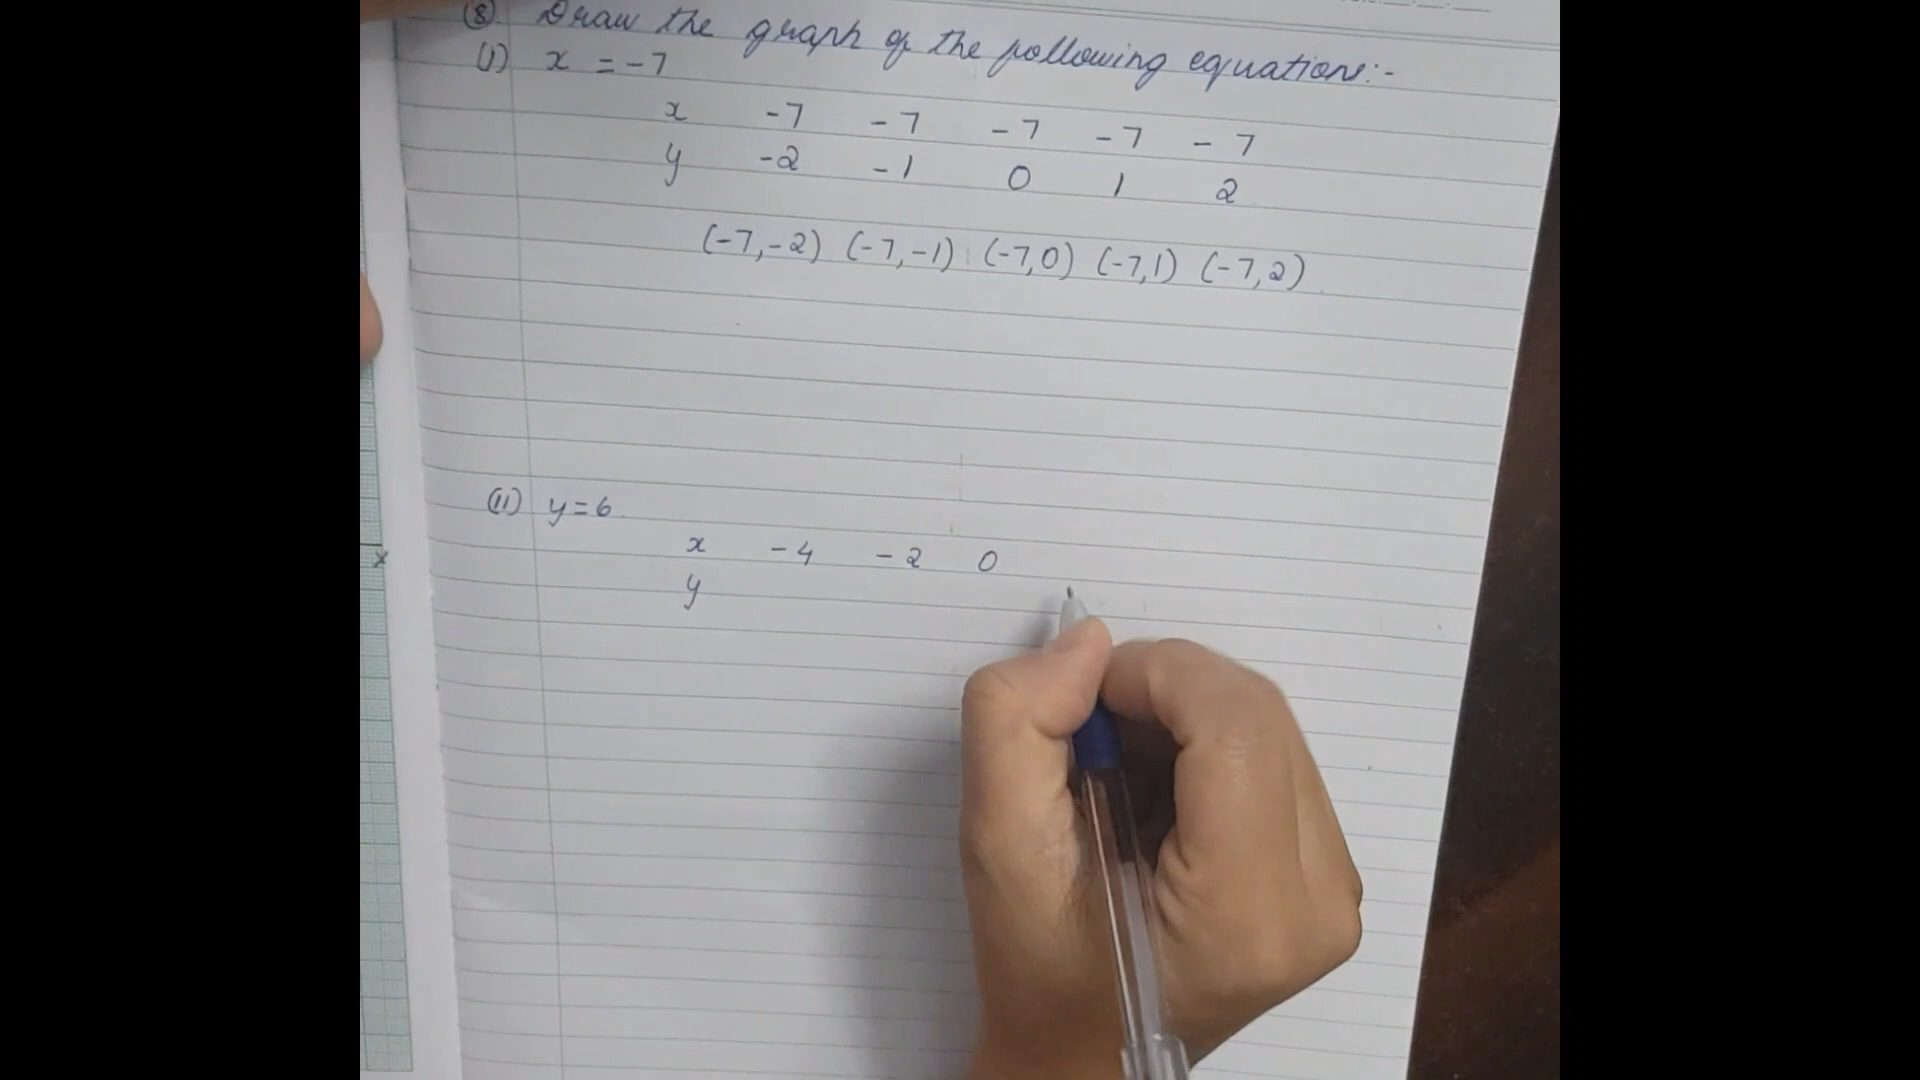 (8) Draw the graph of the following equations:-
(i) x = -7
x -7 -7 -7 -7 -7
y -2 -1 0 1 2
(-7,-2) (-7,-1) (-7,0) (-7,1) (-7,2)
(ii) y = 6
x -4 -2 0
y
x